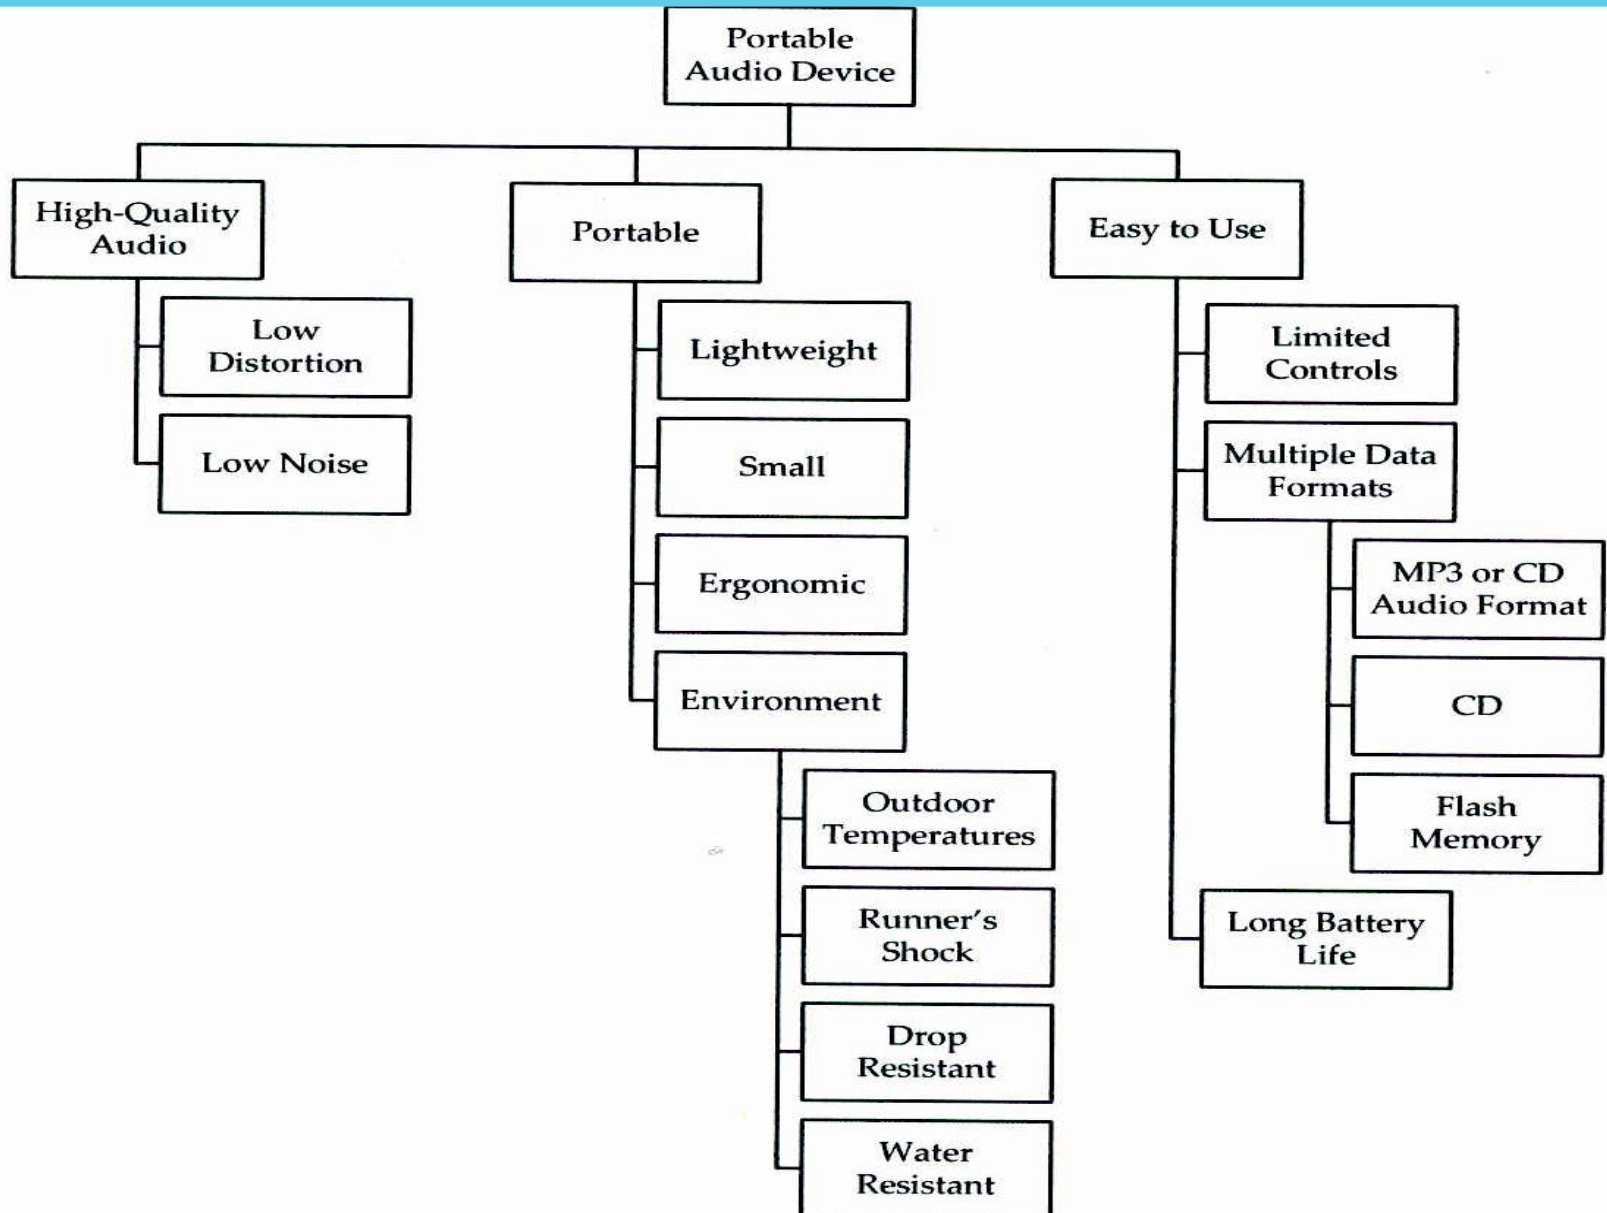 Portable
Audio Device
High-Quality
Audio
Low
Distortion
Low Noise
Portable
Lightweight
Small
Ergonomic
Environment
Outdoor
Temperatures
Runner's
Shock
Drop
Resistant
Water
Resistant
Easy to Use
Limited
Controls
Multiple Data
Formats
MP3 or CD
Audio Format
CD
Flash
Memory
Long Battery
Life